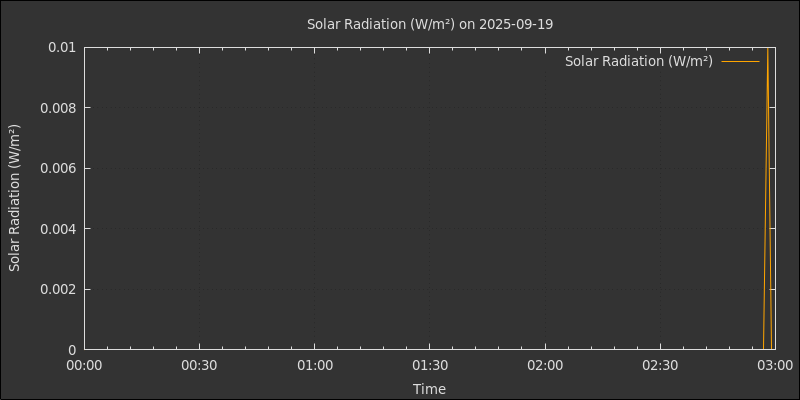 Solar Radiation (W/m²) on 2025-09-19
Solar Radiation (W/m²)
Solar Radiation (W/m²)
0.01
0.008
0.006
0.004
0.002
0
00:00 00:30 01:00 01:30 02:00 02:30 03:00
Time